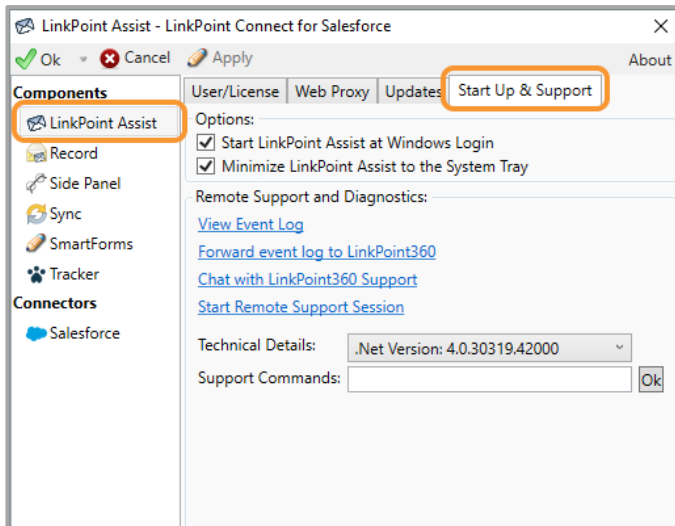 LinkPoint Assist - LinkPoint Connect for Salesforce
Ok Cancel Apply About
Components
LinkPoint Assist
Record
Side Panel
Sync
SmartForms
Tracker
Connectors
Salesforce
User/License Web Proxy Updates Start Up & Support
Options:
Start LinkPoint Assist at Windows Login
Minimize LinkPoint Assist to the System Tray
Remote Support and Diagnostics:
View Event Log
Forward event log to LinkPoint360
Chat with LinkPoint360 Support
Start Remote Support Session
Technical Details: .Net Version: 4.0.30319.42000
Support Commands: Ok